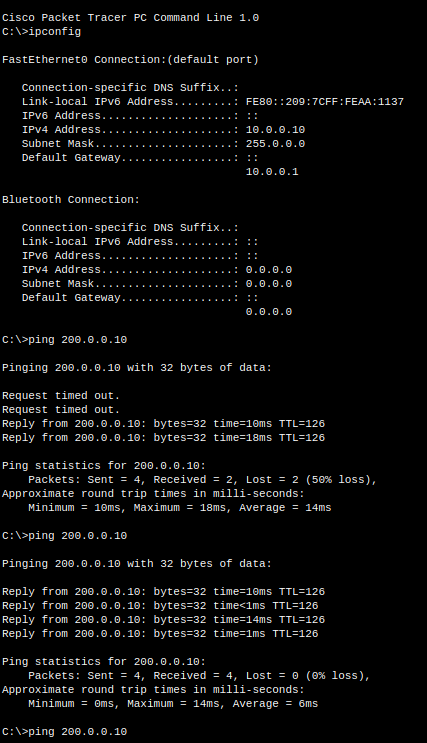 Cisco Packet Tracer PC Command Line 1.0
C:\>ipconfig
FastEthernet0 Connection:(default port)
Connection-specific DNS Suffix..:
Link-local IPv6 Address.........: FE80::209:7CFF:FEAA:1137
IPv6 Address....................: ::
IPv4 Address....................: 10.0.0.10
Subnet Mask.....................: 255.0.0.0
Default Gateway.................: ::
10.0.0.1
Bluetooth Connection:
Connection-specific DNS Suffix..:
Link-local IPv6 Address.........: ::
IPv6 Address....................: ::
IPv4 Address....................: 0.0.0.0
Subnet Mask.....................: 0.0.0.0
Default Gateway.................: ::
0.0.0.0
C:\>ping 200.0.0.10
Pinging 200.0.0.10 with 32 bytes of data:
Request timed out.
Request timed out.
Reply from 200.0.0.10: bytes=32 time=10ms TTL=126
Reply from 200.0.0.10: bytes=32 time=18ms TTL=126
Ping statistics for 200.0.0.10:
Packets: Sent = 4, Received = 2, Lost = 2 (50% loss),
Approximate round trip times in milli-seconds:
Minimum = 10ms, Maximum = 18ms, Average = 14ms
C:\>ping 200.0.0.10
Pinging 200.0.0.10 with 32 bytes of data:
Reply from 200.0.0.10: bytes=32 time=10ms TTL=126
Reply from 200.0.0.10: bytes=32 time<1ms TTL=126
Reply from 200.0.0.10: bytes=32 time=14ms TTL=126
Reply from 200.0.0.10: bytes=32 time=1ms TTL=126
Ping statistics for 200.0.0.10:
Packets: Sent = 4, Received = 4, Lost = 0 (0% loss),
Approximate round trip times in milli-seconds:
Minimum = 0ms, Maximum = 14ms, Average = 6ms
C:\>ping 200.0.0.10